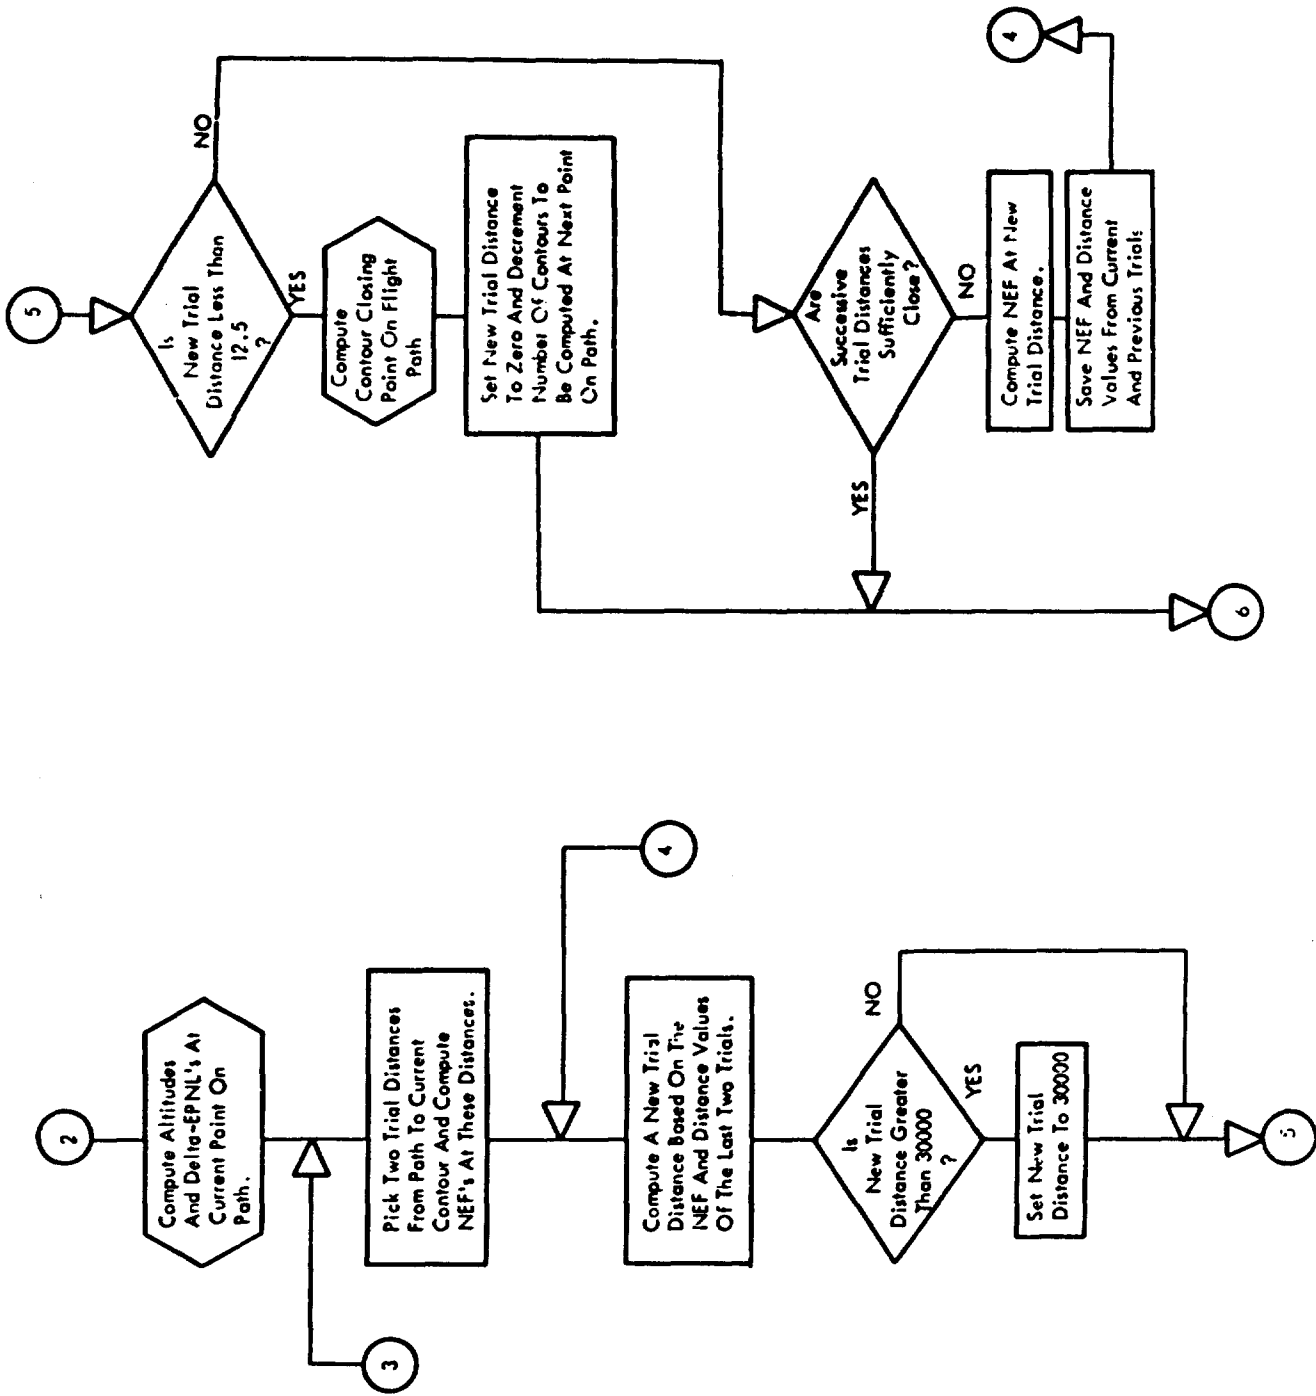 2
Compute Altitudes
And Delta-EPNL's At
Current Point On
Path.
3
Pick Two Trial Distances
From Path To Current
Contour And Compute
NEF's At These Distances.
4
Compute A New Trial
Distance Based On The
NEF And Distance Values
Of The Last Two Trials.
Is
New Trial
Distance Greater
Than 30000
?
NO
YES
Set New Trial
Distance To 30000
5
5
Is
New Trial
Distance Less Than
12.5
?
NO
YES
Compute
Contour Closing
Point On Flight
Path
Set New Trial Distance
To Zero And Decrement
Number Of Contours To
Be Computed At Next Point
On Path.
Are
Successive
Trial Distances
Sufficiently
Close?
YES
NO
Compute NEF At New
Trial Distance.
Save NEF And Distance
Values From Current
And Previous Trials
4
6